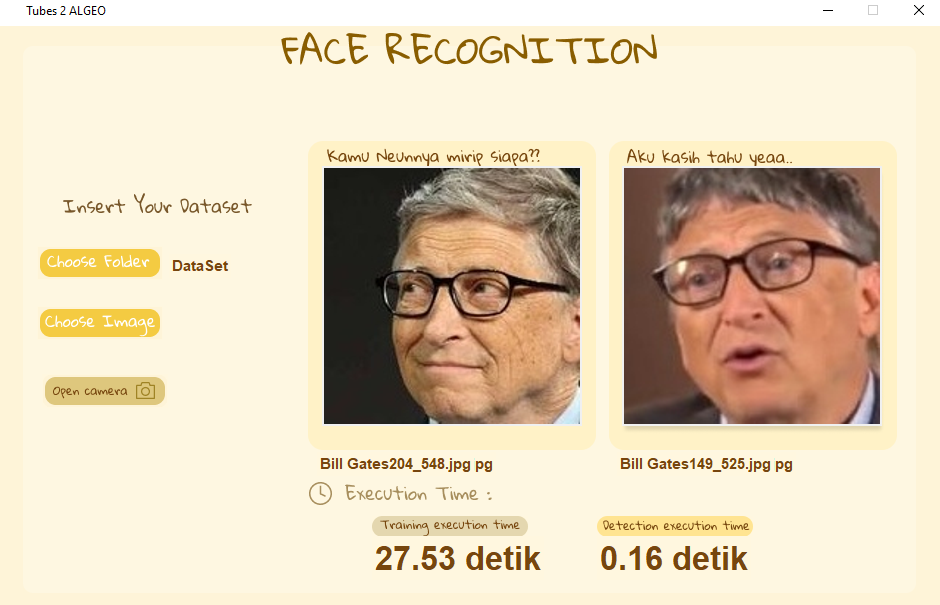 Tubes 2 ALGEO
FACE RECOGNITION
Kamu Neunnya mirip siapa??
Aku kasih tahu yeaa..
Insert Your Dataset
Choose Folder
DataSet
Choose Image
Open camera
Bill Gates204_548.jpg pg
Bill Gates149_525.jpg pg
Execution Time :
Training execution time
Detection execution time
27.53 detik
0.16 detik